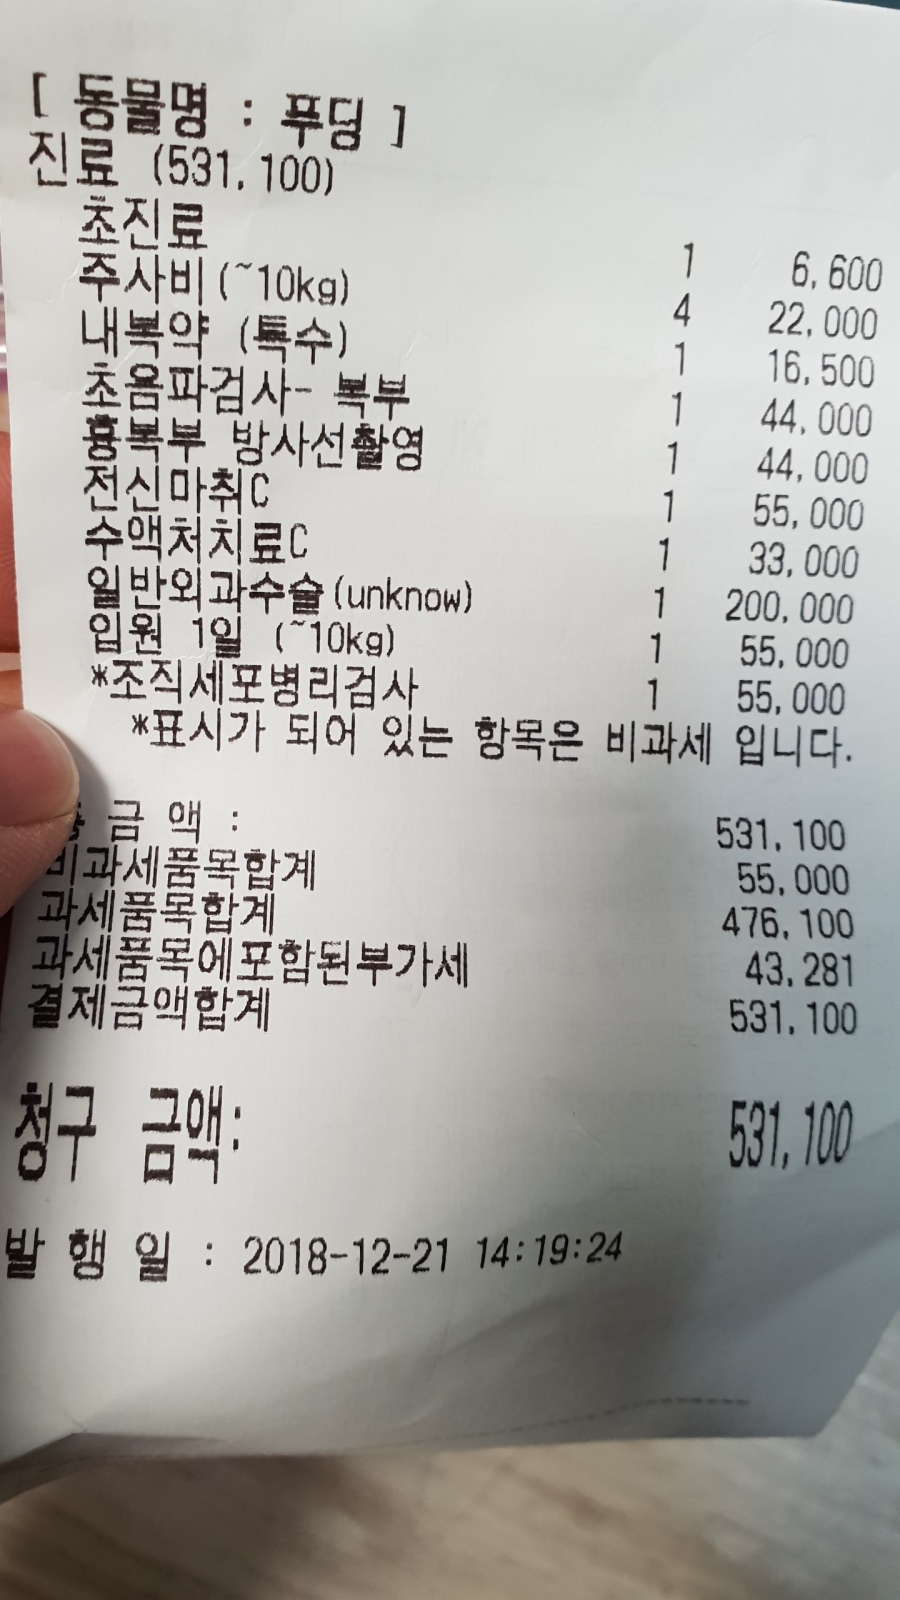 [ 동물명 : 푸딩 ]
진료 (531,100)
초진료 1 6,600
주사비(~10kg) 4 22,000
내복약 (특수) 1 16,500
초음파검사- 복부 1 44,000
흉복부 방사선촬영 1 44,000
전신마취C 1 55,000
수액처치료C 1 33,000
일반외과수술(unknow) 1 200,000
입원 1일 (~10kg) 1 55,000
*조직세포병리검사 1 55,000
*표시가 되어 있는 항목은 비과세 입니다.
총 금 액 : 531,100
비과세품목합계 55,000
과세품목합계 476,100
과세품목에포함된부가세 43,281
결제금액합계 531,100
청구 금액: 531,100
발 행 일 : 2018-12-21 14:19:24